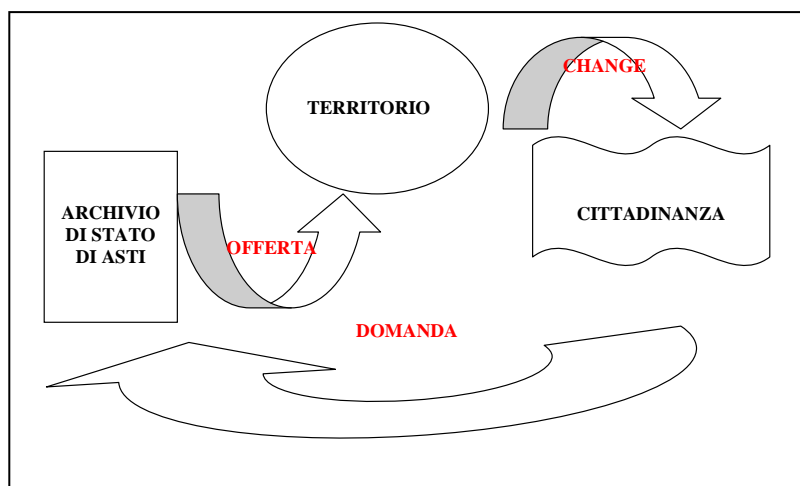 CHANGE
TERRITORIO
ARCHIVIO
DI STATO
DI ASTI
CITTADINANZA
OFFERTA
DOMANDA